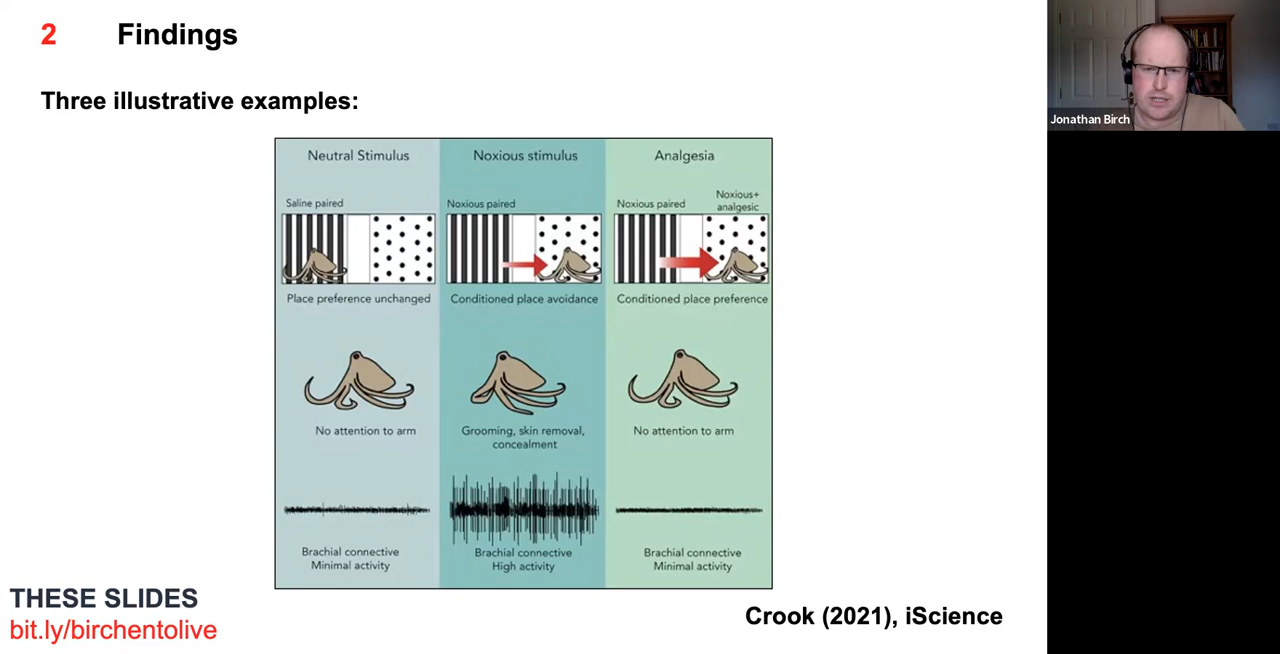 2 Findings
Three illustrative examples:
Neutral Stimulus
Noxious stimulus
Analgesia
Saline paired
Noxious paired
Noxious paired
Noxious+
analgesic
Place preference unchanged
Conditioned place avoidance
Conditioned place preference
No attention to arm
Grooming, skin removal,
concealment
No attention to arm
Brachial connective
Minimal activity
Brachial connective
High activity
Brachial connective
Minimal activity
THESE SLIDES
bit.ly/birchentolive
Crook (2021), iScience
Jonathan Birch